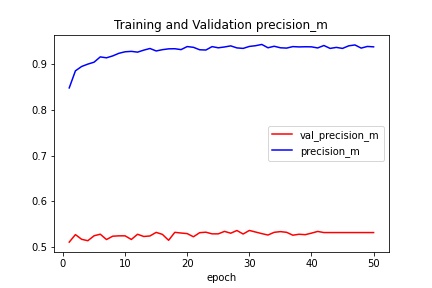 Training and Validation precision_m
0.9
0.8
0.7
0.6
0.5
val_precision_m
precision_m
0 10 20 30 40 50
epoch